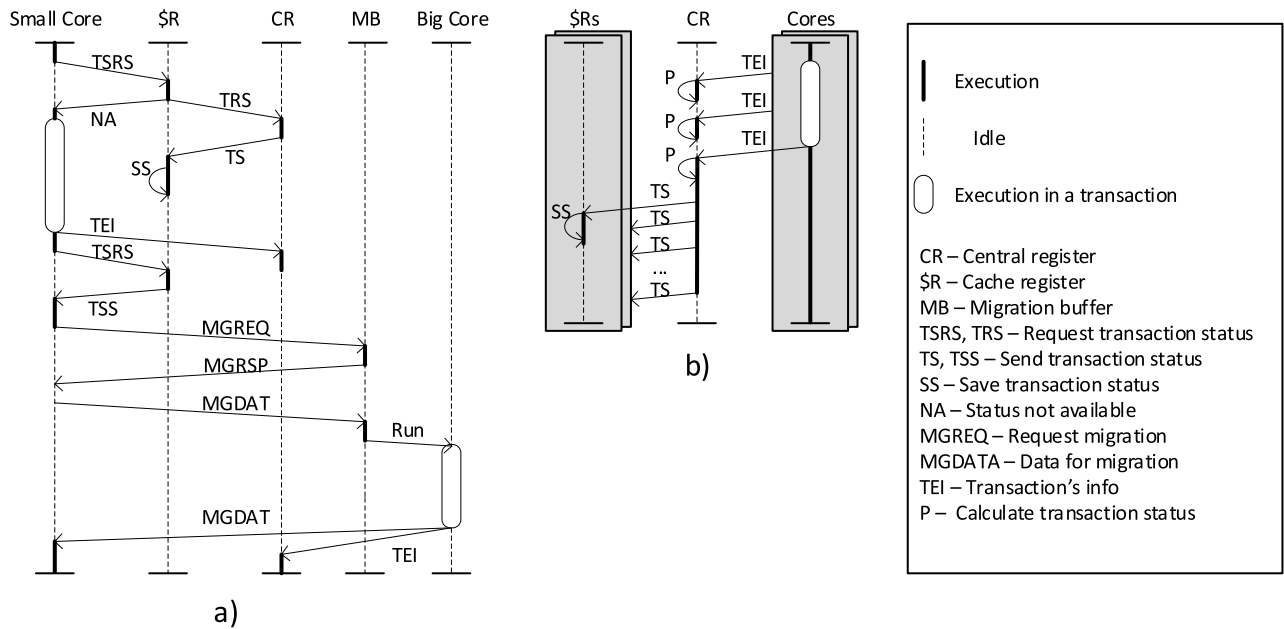 Small Core $R CR MB Big Core
TSRS
TRS
NA
TS
SS
TEI
TSRS
TSS
MGREQ
MGRSP
MGDAT
Run
MGDAT
TEI
a)
$Rs CR Cores
TEI
P
TEI
P
TEI
P
TS
SS
TS
TS
...
TS
b)
Execution
Idle
Execution in a transaction
CR – Central register
$R – Cache register
MB – Migration buffer
TSRS, TRS – Request transaction status
TS, TSS – Send transaction status
SS – Save transaction status
NA – Status not available
MGREQ – Request migration
MGDATA – Data for migration
TEI – Transaction’s info
P – Calculate transaction status